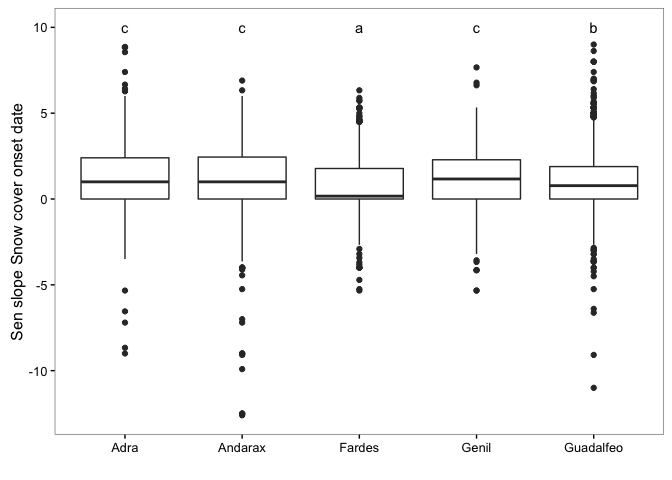 c c a c b
10
5
0
-5
-10
Sen slope Snow cover onset date
Adra Andarax Fardes Genil Guadalfeo